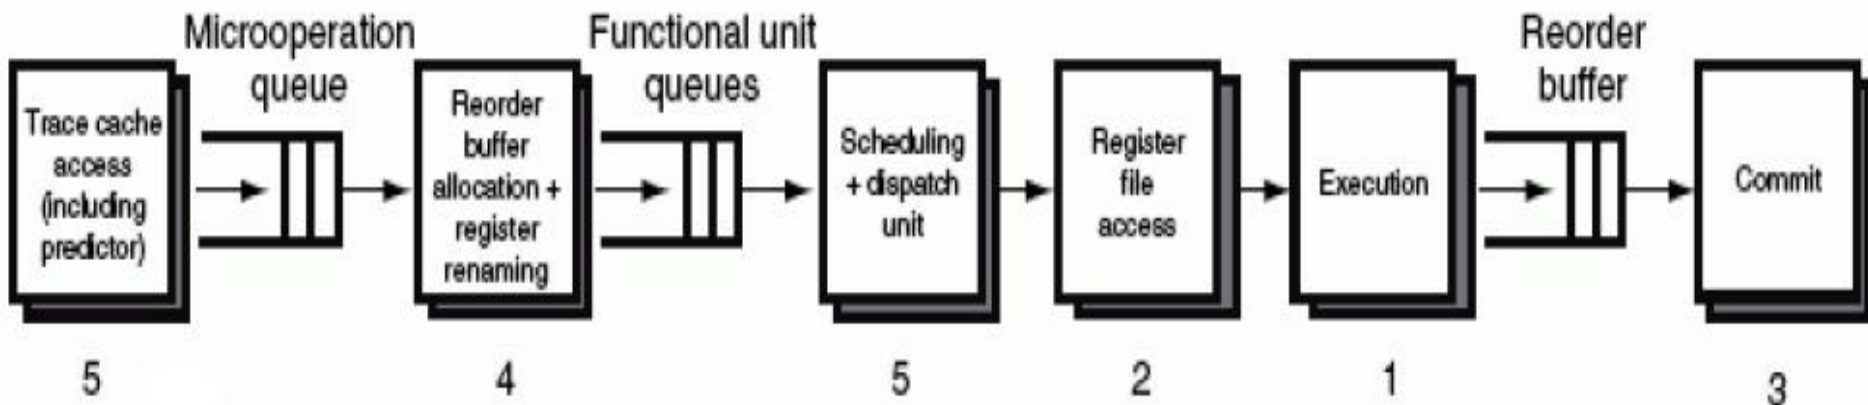 Microoperation
queue
Functional unit
queues
Reorder
buffer
Trace cache
access
(including
predictor)
Reorder
buffer
allocation +
register
renaming
Scheduling
+ dispatch
unit
Register
file
access
Execution
Commit
5
4
5
2
1
3